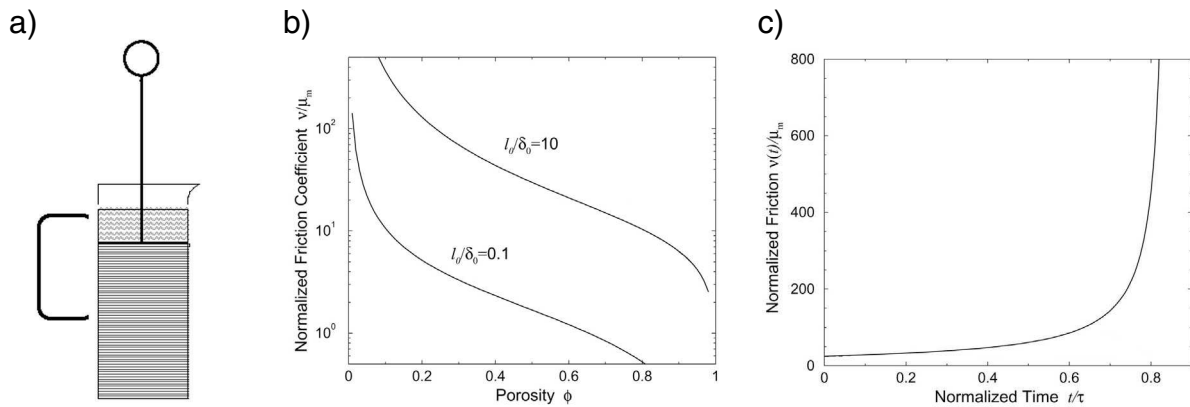 a)
b)
c)
Normalized Friction Coefficient ν/μₘ
10²
10¹
10⁰
l₀/δ₀=10
l₀/δ₀=0.1
0
0.2
0.4
0.6
0.8
1
Porosity ϕ
Normalized Friction ν(t)/μₘ
800
600
400
200
0
0
0.2
0.4
0.6
0.8
Normalized Time t/τ